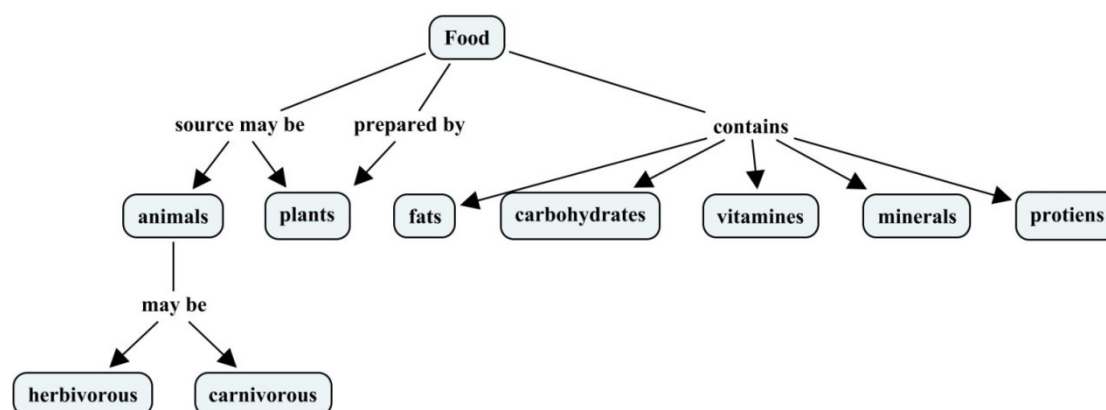 Food
source may be
prepared by
contains
animals
plants
fats
carbohydrates
vitamines
minerals
protiens
may be
herbivorous
carnivorous